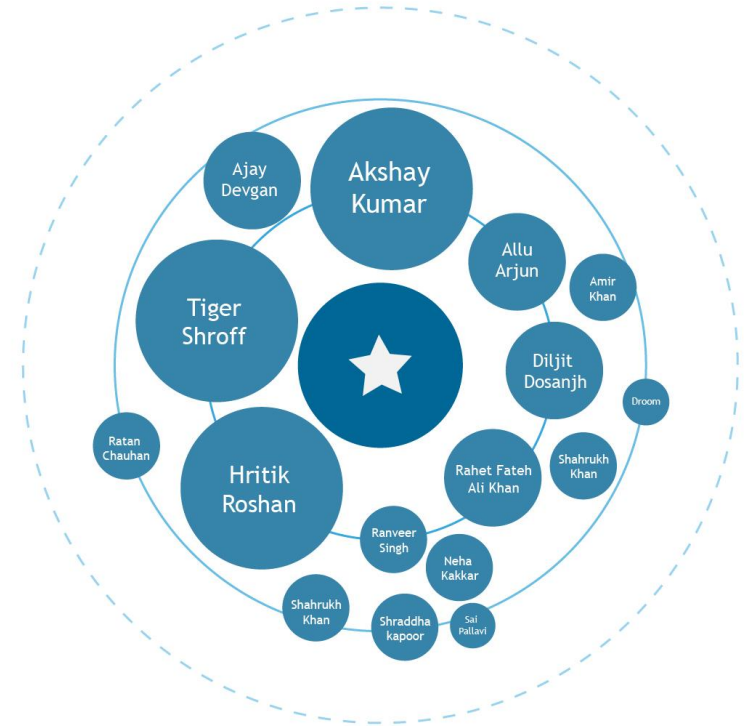 Akshay
Kumar
Ajay
Devgan
Allu
Arjun
Amir
Khan
Tiger
Shroff
Diljit
Dosanjh
Droom
Ratan
Chauhan
Hritik
Roshan
Rahet Fateh
Ali Khan
Shahrukh
Khan
Ranveer
Singh
Neha
Kakkar
Shahrukh
Khan
Shraddha
kapoor
Sai
Pallavi